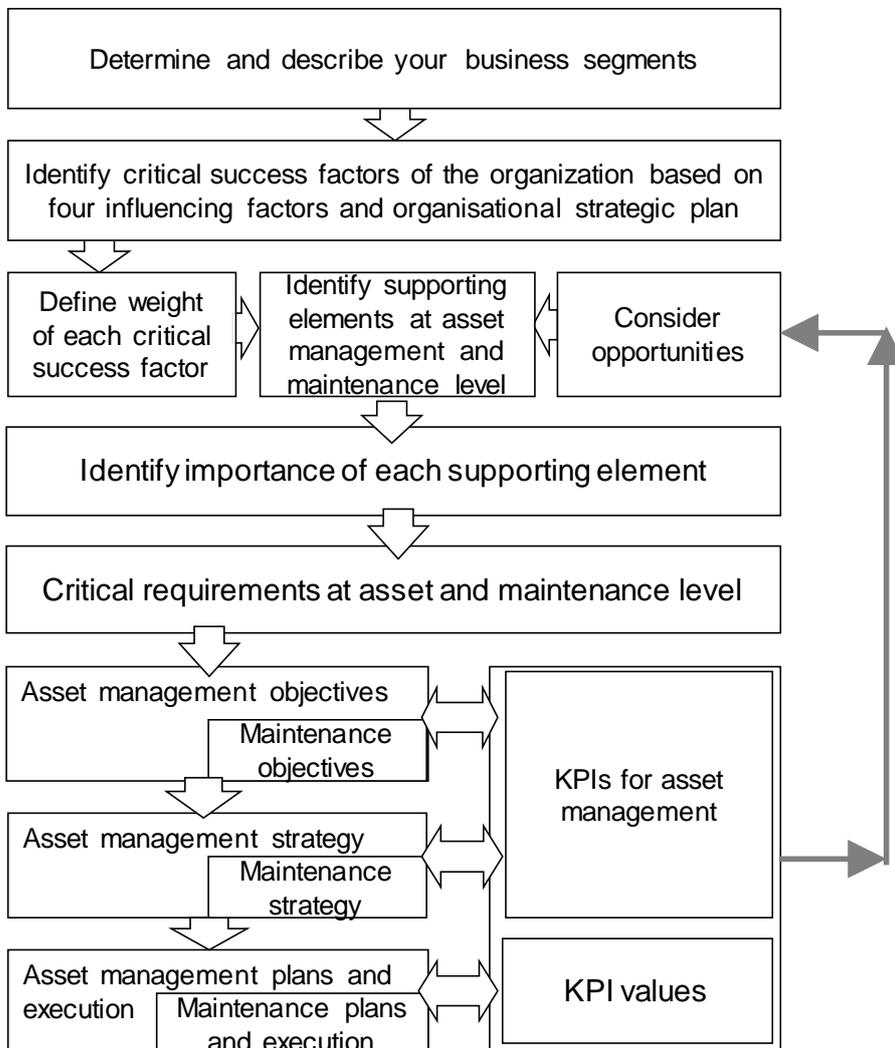 Determine and describe your business segments
Identify critical success factors of the organization based on
four influencing factors and organisational strategic plan
Define weight
of each critical
success factor
Identify supporting
elements at asset
management and
maintenance level
Consider
opportunities
Identify importance of each supporting element
Critical requirements at asset and maintenance level
Asset management objectives
Maintenance
objectives
KPIs for asset
management
Asset management strategy
Maintenance
strategy
Asset management plans and
execution
Maintenance plans
and execution
KPI values